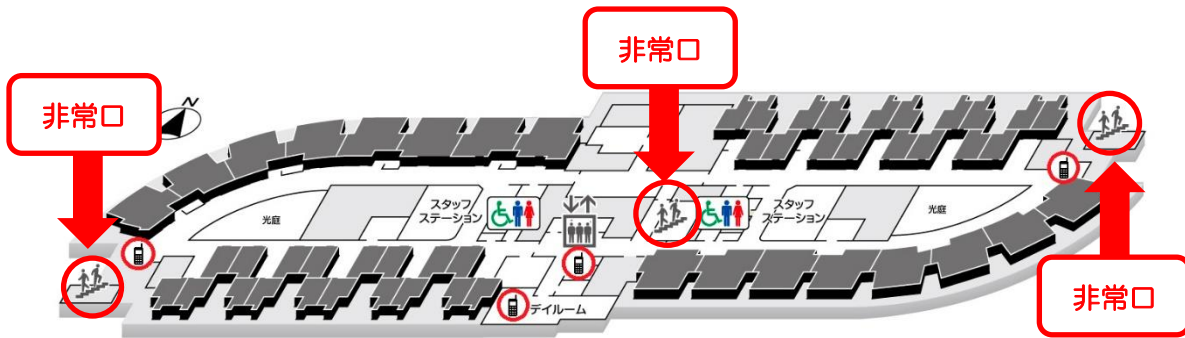 非常口
非常口
N
スタッフ
ステーション
スタッフ
ステーション
光庭
光庭
デイルーム
非常口